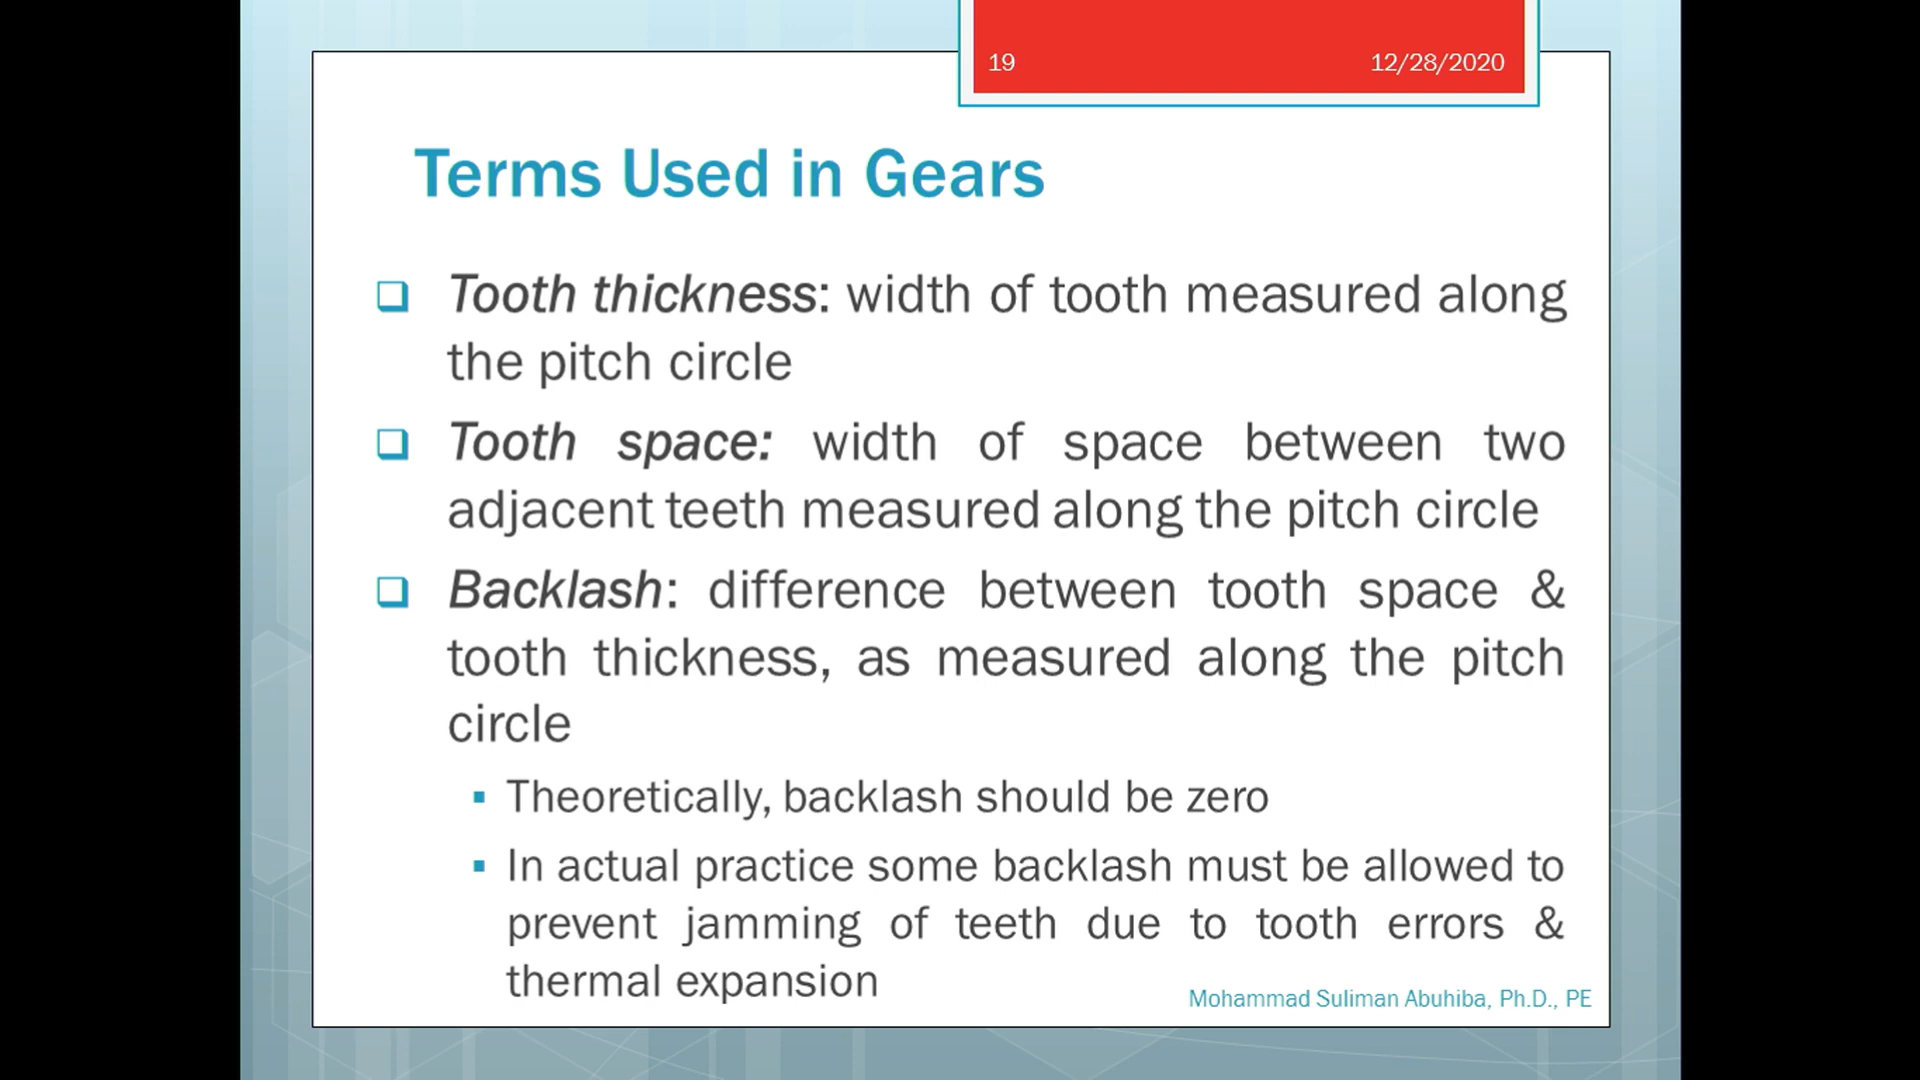 19 12/28/2020
Terms Used in Gears
Tooth thickness: width of tooth measured along
the pitch circle
Tooth space: width of space between two
adjacent teeth measured along the pitch circle
Backlash: difference between tooth space &
tooth thickness, as measured along the pitch
circle
Theoretically, backlash should be zero
In actual practice some backlash must be allowed to
prevent jamming of teeth due to tooth errors &
thermal expansion
Mohammad Suliman Abuhiba, Ph.D., PE